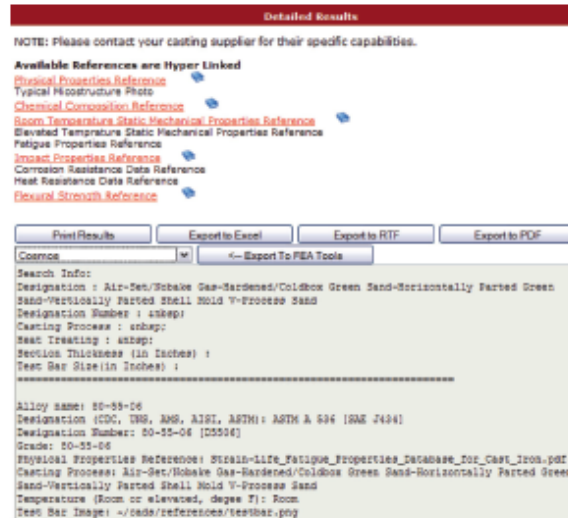 Detailed Results
NOTE: Please contact your casting supplier for their specific capabilities.
Available References are Hyper Linked
Physical Properties Reference
Typical Micostructure Photo
Chemical Composition Reference
Room Temperature Static Mechanical Properties Reference
Elevated Temprature Static Mechanical Properties Reference
Fatigue Properties Reference
Impact Properties Reference
Corrosion Resistance Data Reference
Heat Resistance Data Reference
Flexural Strength Reference
Print Results Export to Excel Export to RTF Export to PDF
Cosmos <-- Export To FEA Tools
Search Info:
Designation : Air-Set/Nobake Gas-Hardened/Coldbox Green Sand-Horizontally Parted Green
Sand-Vertically Parted Shell Mold V-Process Sand
Designation Number : &nbsp;
Casting Process : &nbsp;
Heat Treating : &nbsp;
Section Thickness (in Inches) :
Test Bar Size(in Inches) :
Alloy name: 80-55-06
Designation (CDC, UNS, AMS, AISI, ASTM): ASTM A 536 [SAE J434]
Designation Number: 80-55-06 [D5506]
Grade: 80-55-06
Physical Properties Reference: Strain-Life_Fatigue_Properties_Database_for_Cast_Iron.pdf
Casting Process: Air-Set/Nobake Gas-Hardened/Coldbox Green Sand-Horizontally Parted Green
Sand-Vertically Parted Shell Mold V-Process Sand
Temperature (Room or elevated, degee F): Room
Test Bar Image: ~/cads/references/testbar.png